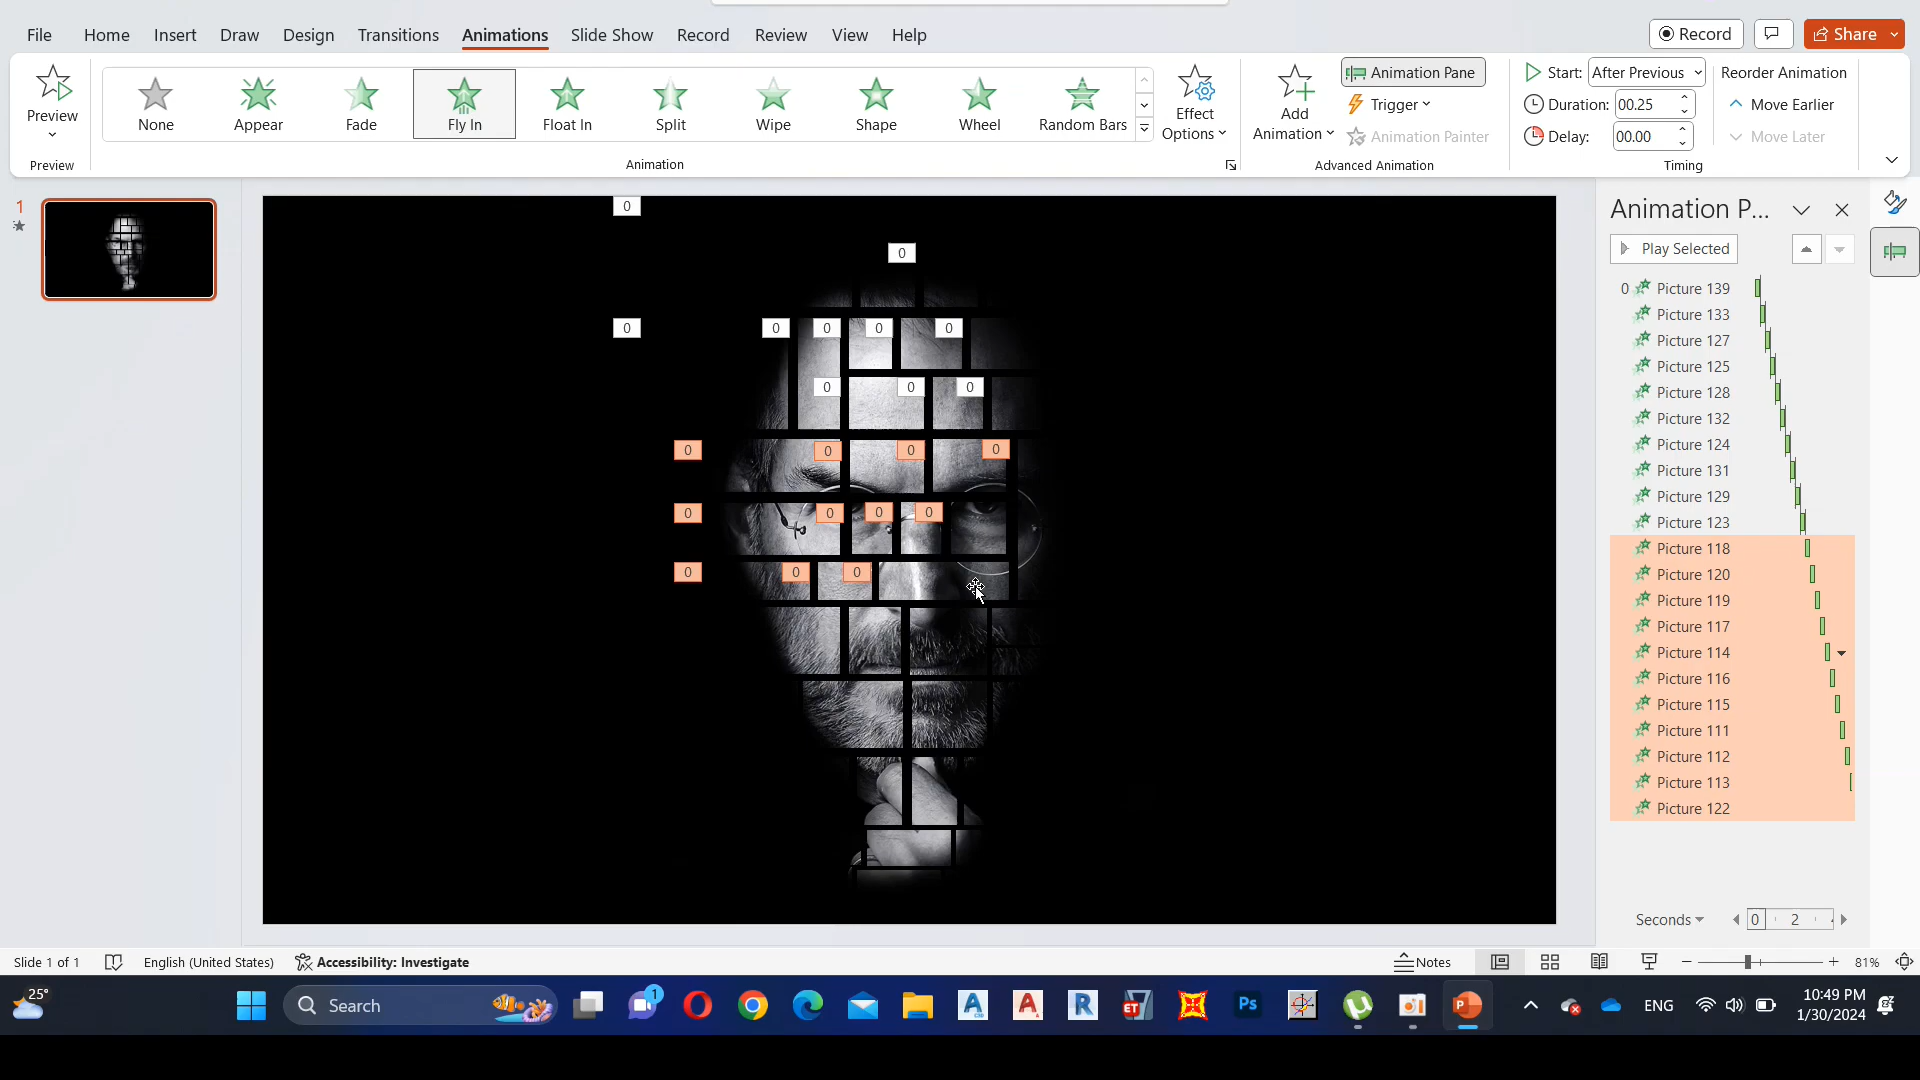 File Home Insert Draw Design Transitions Animations Slide Show Record Review View Help Record Share
Preview None Appear Fade Fly In Float In Split Wipe Shape Wheel Random Bars Effect Options Add Animation
Animation Pane
Trigger
Animation Painter
Start: After Previous
Duration: 00.25
Delay: 00.00
Reorder Animation
Move Earlier
Move Later
Preview Animation Advanced Animation Timing
1
0
0
0 0 0 0 0
0 0 0
0 0 0 0
0 0 0 0
0 0 0
Animation P...
Play Selected
0 Picture 139
Picture 133
Picture 127
Picture 125
Picture 128
Picture 132
Picture 124
Picture 131
Picture 129
Picture 123
Picture 118
Picture 120
Picture 119
Picture 117
Picture 114
Picture 116
Picture 115
Picture 111
Picture 112
Picture 113
Picture 122
Seconds 0 2
Slide 1 of 1 English (United States) Accessibility: Investigate Notes 81%
25° Search 1 ENG 10:49 PM
1/30/2024